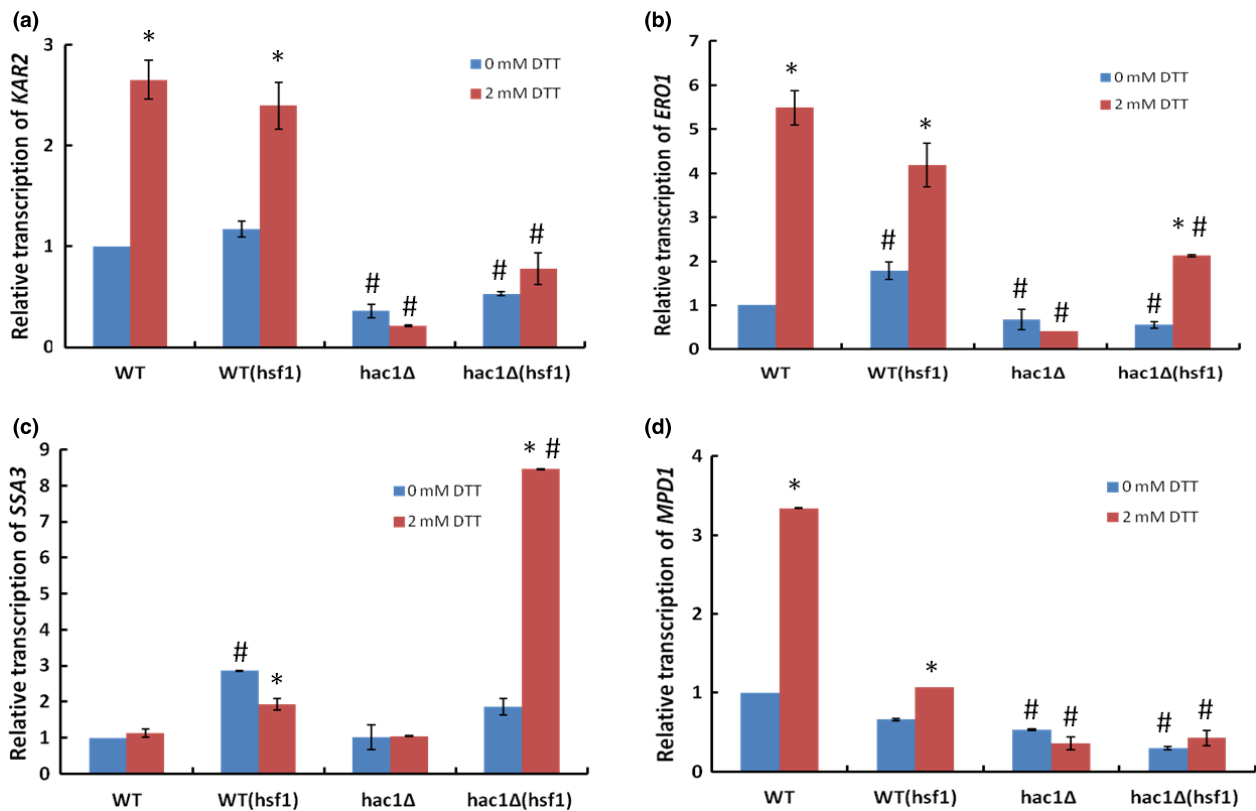 (a)
Relative transcription of KAR2
3
2
1
0
* * # # # #
0 mM DTT
2 mM DTT
WT WT(hsf1) hac1Δ hac1Δ(hsf1)
(b)
Relative transcription of ERO1
7
6
5
4
3
2
1
0
* # * # # # * #
0 mM DTT
2 mM DTT
WT WT(hsf1) hac1Δ hac1Δ(hsf1)
(c)
Relative transcription of SSA3
9
8
7
6
5
4
3
2
1
0
# * * #
0 mM DTT
2 mM DTT
WT WT(hsf1) hac1Δ hac1Δ(hsf1)
(d)
Relative transcription of MPD1
4
3
2
1
0
* * # # # #
0 mM DTT
2 mM DTT
WT WT(hsf1) hac1Δ hac1Δ(hsf1)